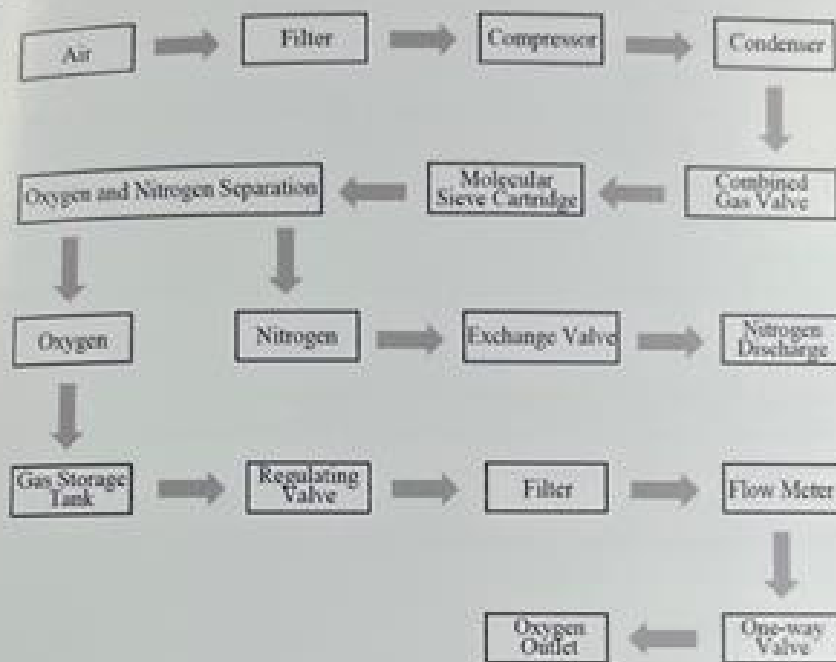 Air
Filter
Compressor
Condenser
Oxygen and Nitrogen Separation
Molecular
Sieve Cartridge
Combined
Gas Valve
Oxygen
Nitrogen
Exchange Valve
Nitrogen
Discharge
Gas Storage
Tank
Regulating
Valve
Filter
Flow Meter
Oxygen
Outlet
One-way
Valve